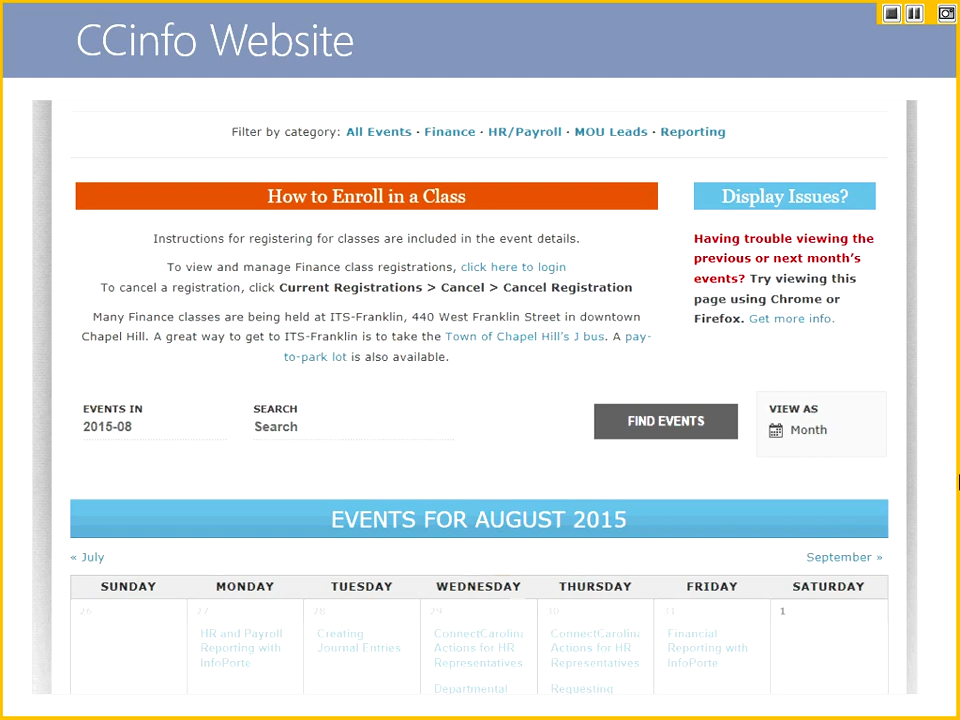 CCinfo Website
Filter by category: All Events · Finance · HR/Payroll · MOU Leads · Reporting
How to Enroll in a Class
Display Issues?
Instructions for registering for classes are included in the event details.
To view and manage Finance class registrations, click here to login
To cancel a registration, click Current Registrations > Cancel > Cancel Registration
Many Finance classes are being held at ITS-Franklin, 440 West Franklin Street in downtown
Chapel Hill. A great way to get to ITS-Franklin is to take the Town of Chapel Hill's J bus. A pay-
to-park lot is also available.
Having trouble viewing the
previous or next month's
events? Try viewing this
page using Chrome or
Firefox. Get more info.
EVENTS IN
2015-08
SEARCH
Search
FIND EVENTS
VIEW AS
Month
EVENTS FOR AUGUST 2015
« July
September »
SUNDAY MONDAY TUESDAY WEDNESDAY THURSDAY FRIDAY SATURDAY
26 27 28 29 30 31 1
HR and Payroll
Reporting with
InfoPorte
Creating
Journal Entries
ConnectCarolina
Actions for HR
Representatives
Departmental
ConnectCarolina
Actions for HR
Representatives
Requesting
Financial
Reporting with
InfoPorte